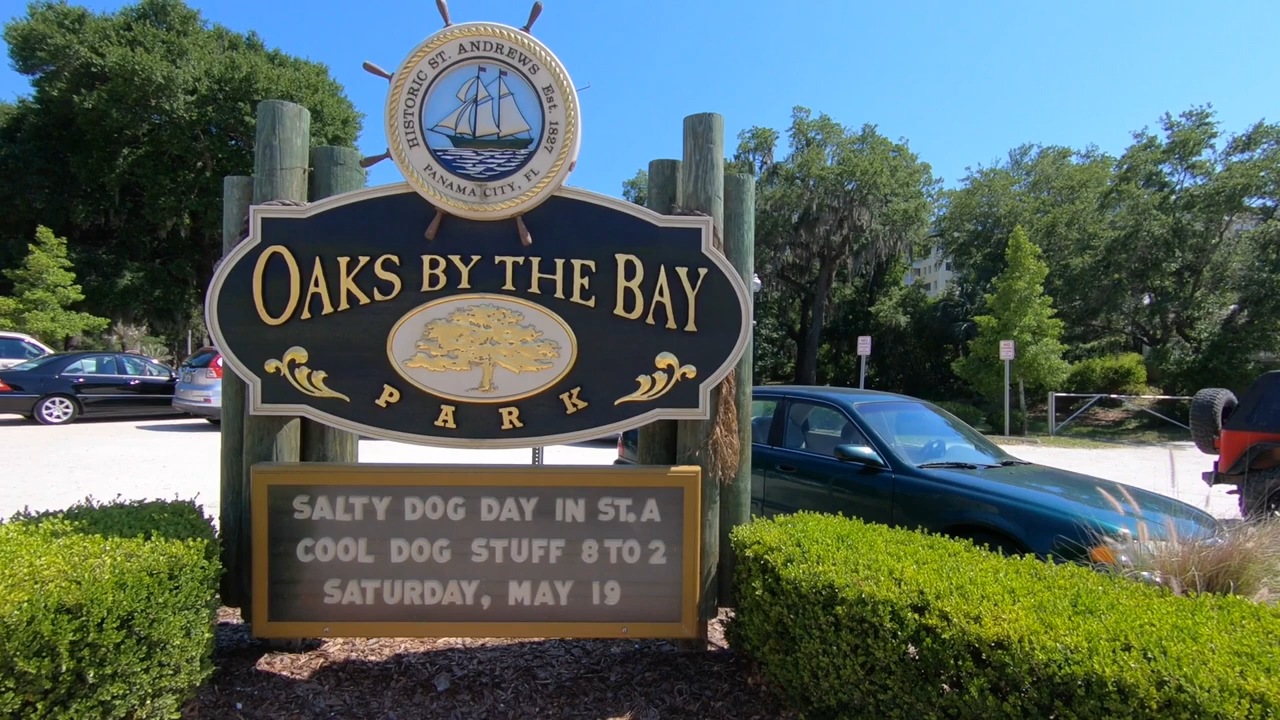 HISTORIC ST. ANDREWS Est. 1827
PANAMA CITY, FL
OAKS BY THE BAY
PARK
SALTY DOG DAY IN ST. A
COOL DOG STUFF 8 TO 2
SATURDAY, MAY 19